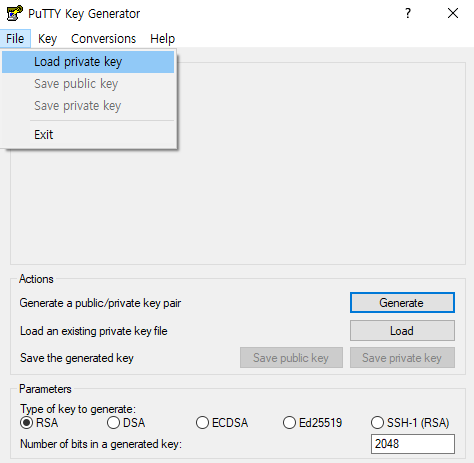 PuTTY Key Generator
?
File Key Conversions Help
Load private key
Save public key
Save private key
Exit
Actions
Generate a public/private key pair
Generate
Load an existing private key file
Load
Save the generated key
Save public key
Save private key
Parameters
Type of key to generate:
RSA DSA ECDSA Ed25519 SSH-1 (RSA)
Number of bits in a generated key:
2048